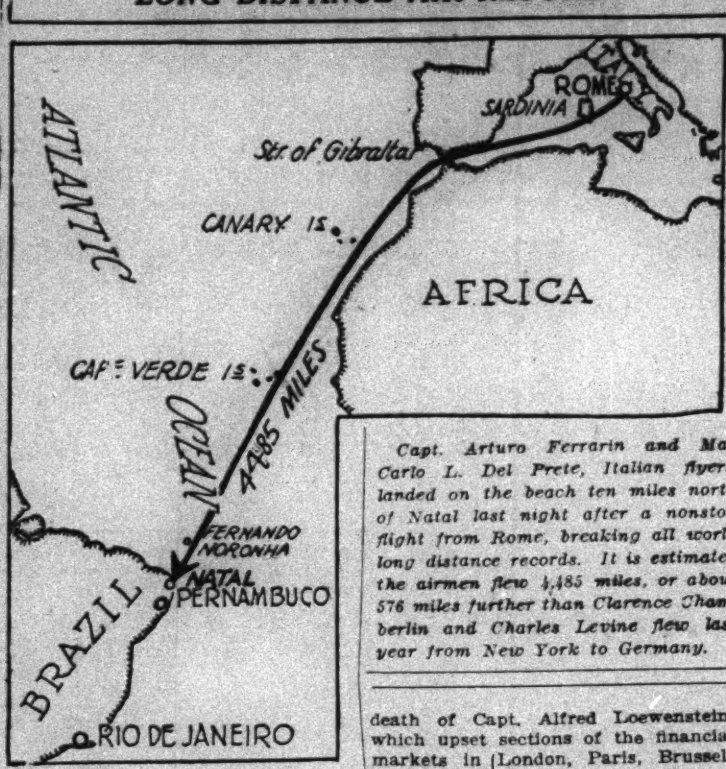 LONG DISTANCE AIR
ATLANTIC
OCEAN
ROME
SARDINIA
Str. of Gibraltar
CANARY IS
AFRICA
CAPE VERDE IS
4485 MILES
FERNANDO
NORONHA
NATAL
PERNAMBUCO
BRAZIL
RIO DE JANEIRO
Capt. Arturo Ferrarin and
Carlo L. Del Prete, Italian
landed on the beach ten miles
of Natal last night after a
flight from Rome, breaking all
long distance records. It is
the airmen flew 4,485 miles, or
576 miles further than Clarence
berlin and Charles Levine flew
year from New York to Germany.
death of Capt. Alfred Loewenstein
which upset sections of the
markets in London, Paris,